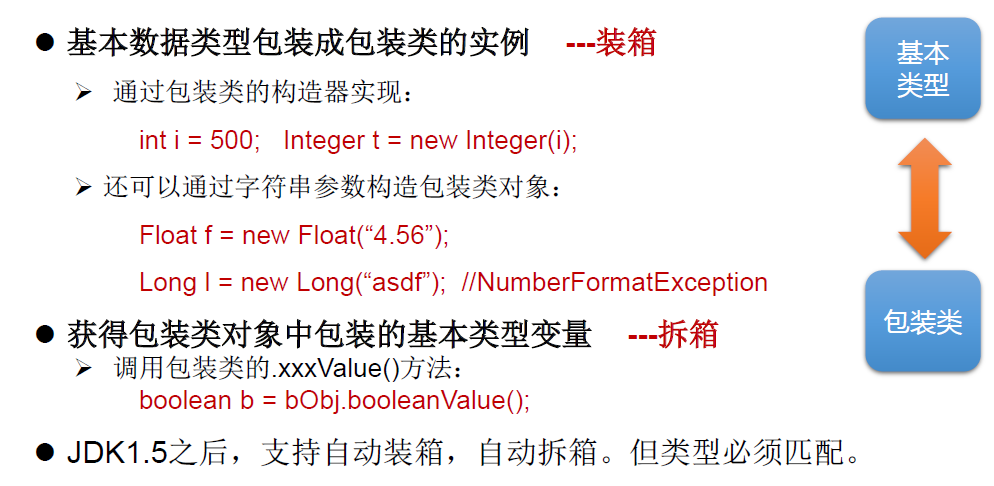 ● 基本数据类型包装成包装类的实例 ---装箱
➢ 通过包装类的构造器实现：
int i = 500; Integer t = new Integer(i);
➢ 还可以通过字符串参数构造包装类对象：
Float f = new Float(“4.56”);
Long l = new Long(“asdf”); //NumberFormatException
● 获得包装类对象中包装的基本类型变量 ---拆箱
➢ 调用包装类的.xxxValue()方法：
boolean b = bObj.booleanValue();
● JDK1.5之后，支持自动装箱，自动拆箱。但类型必须匹配。
基本
类型
包装类